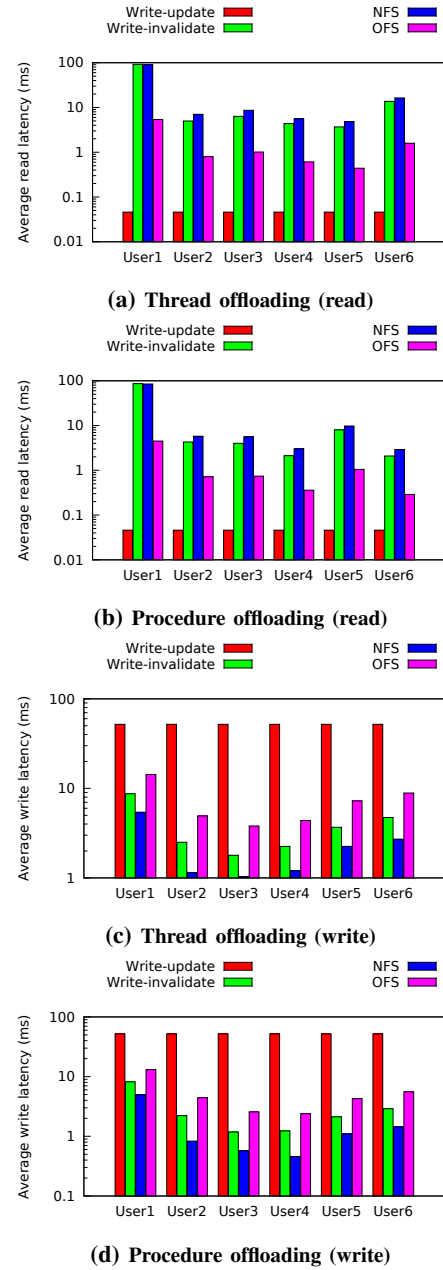 Write-update NFS
Write-invalidate OFS
Average read latency (ms)
100
10
1
0.1
0.01
User1 User2 User3 User4 User5 User6
(a) Thread offloading (read)
Write-update NFS
Write-invalidate OFS
Average read latency (ms)
100
10
1
0.1
0.01
User1 User2 User3 User4 User5 User6
(b) Procedure offloading (read)
Write-update NFS
Write-invalidate OFS
Average write latency (ms)
100
10
1
User1 User2 User3 User4 User5 User6
(c) Thread offloading (write)
Write-update NFS
Write-invalidate OFS
Average write latency (ms)
100
10
1
0.1
User1 User2 User3 User4 User5 User6
(d) Procedure offloading (write)